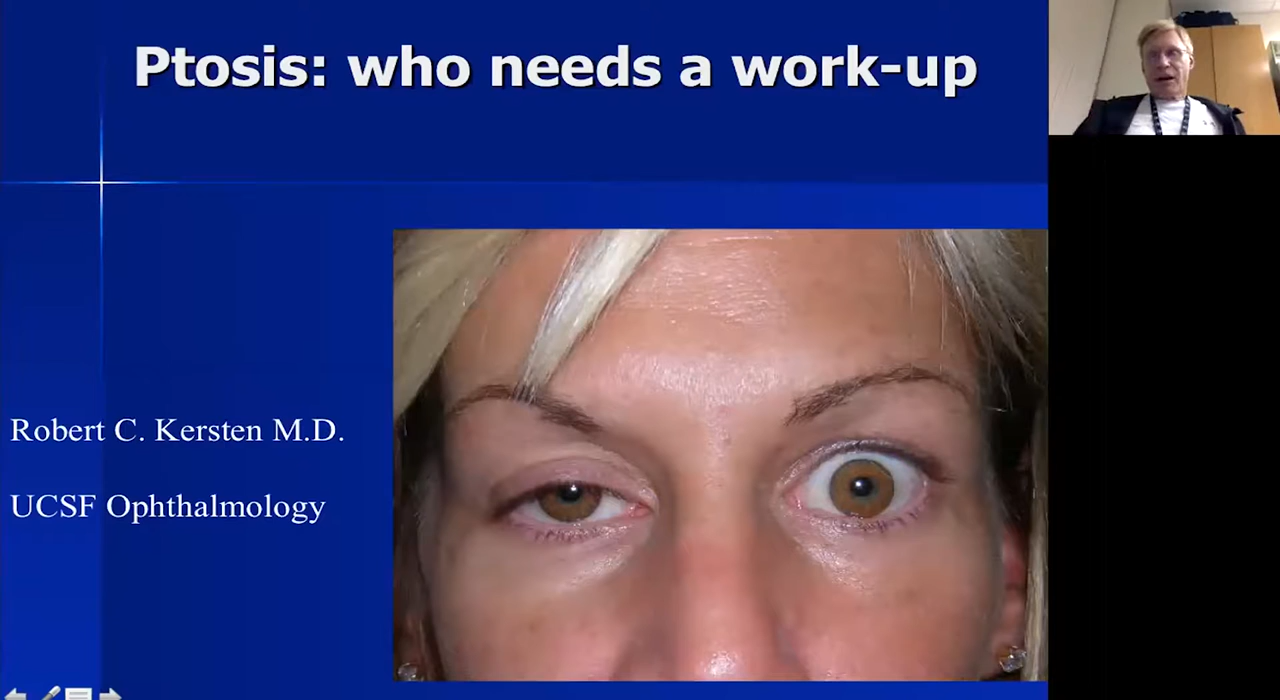 Ptosis: who needs a work-up
Robert C. Kersten M.D.
UCSF Ophthalmology